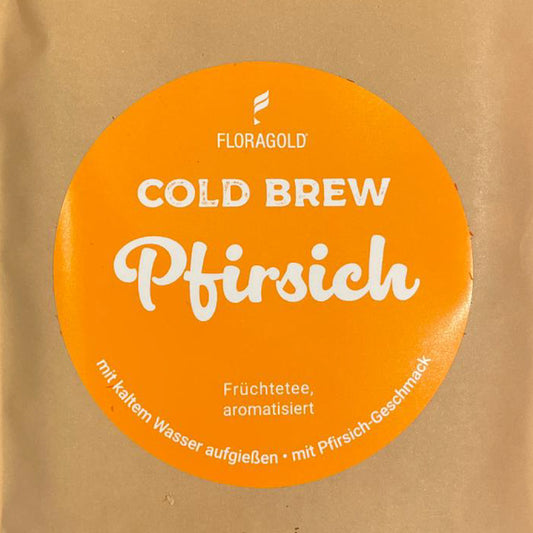 FLORAGOLD®
COLD BREW
Pfirsich
Früchtetee,
aromatisiert
mit kaltem Wasser aufgießen • mit Pfirsich-Geschmack